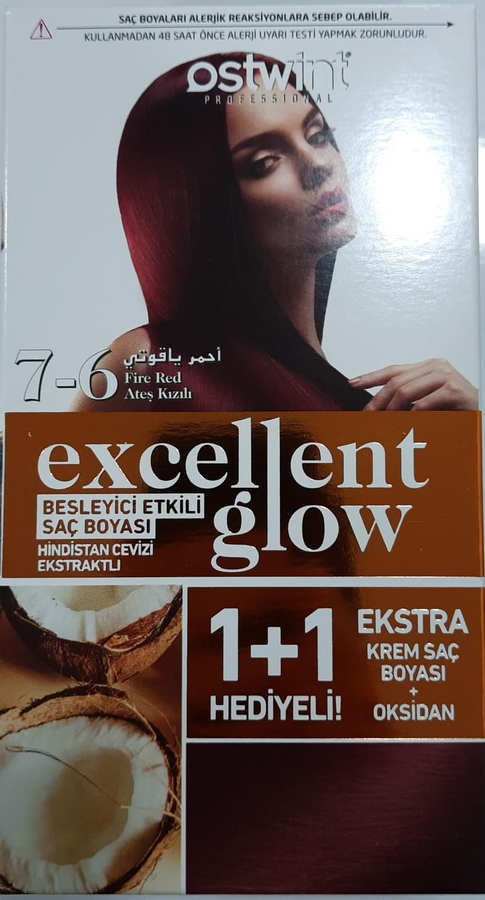 SAÇ BOYALARI ALERJİK REAKSİYONLARA SEBEP OLABİLİR.
KULLANMADAN 48 SAAT ÖNCE ALERJİ UYARI TESTİ YAPMAK ZORUNLUDUR.
ostwint
PROFESSIONAL
7-6
أحمر ياقوتي
Fire Red
Ateş Kızılı
excellent
glow
BESLEYİCİ ETKİLİ
SAÇ BOYASI
HİNDİSTAN CEVİZİ
EKSTRAKTLI
1+1
HEDİYELİ!
EKSTRA
KREM SAÇ
BOYASI
+
OKSİDAN